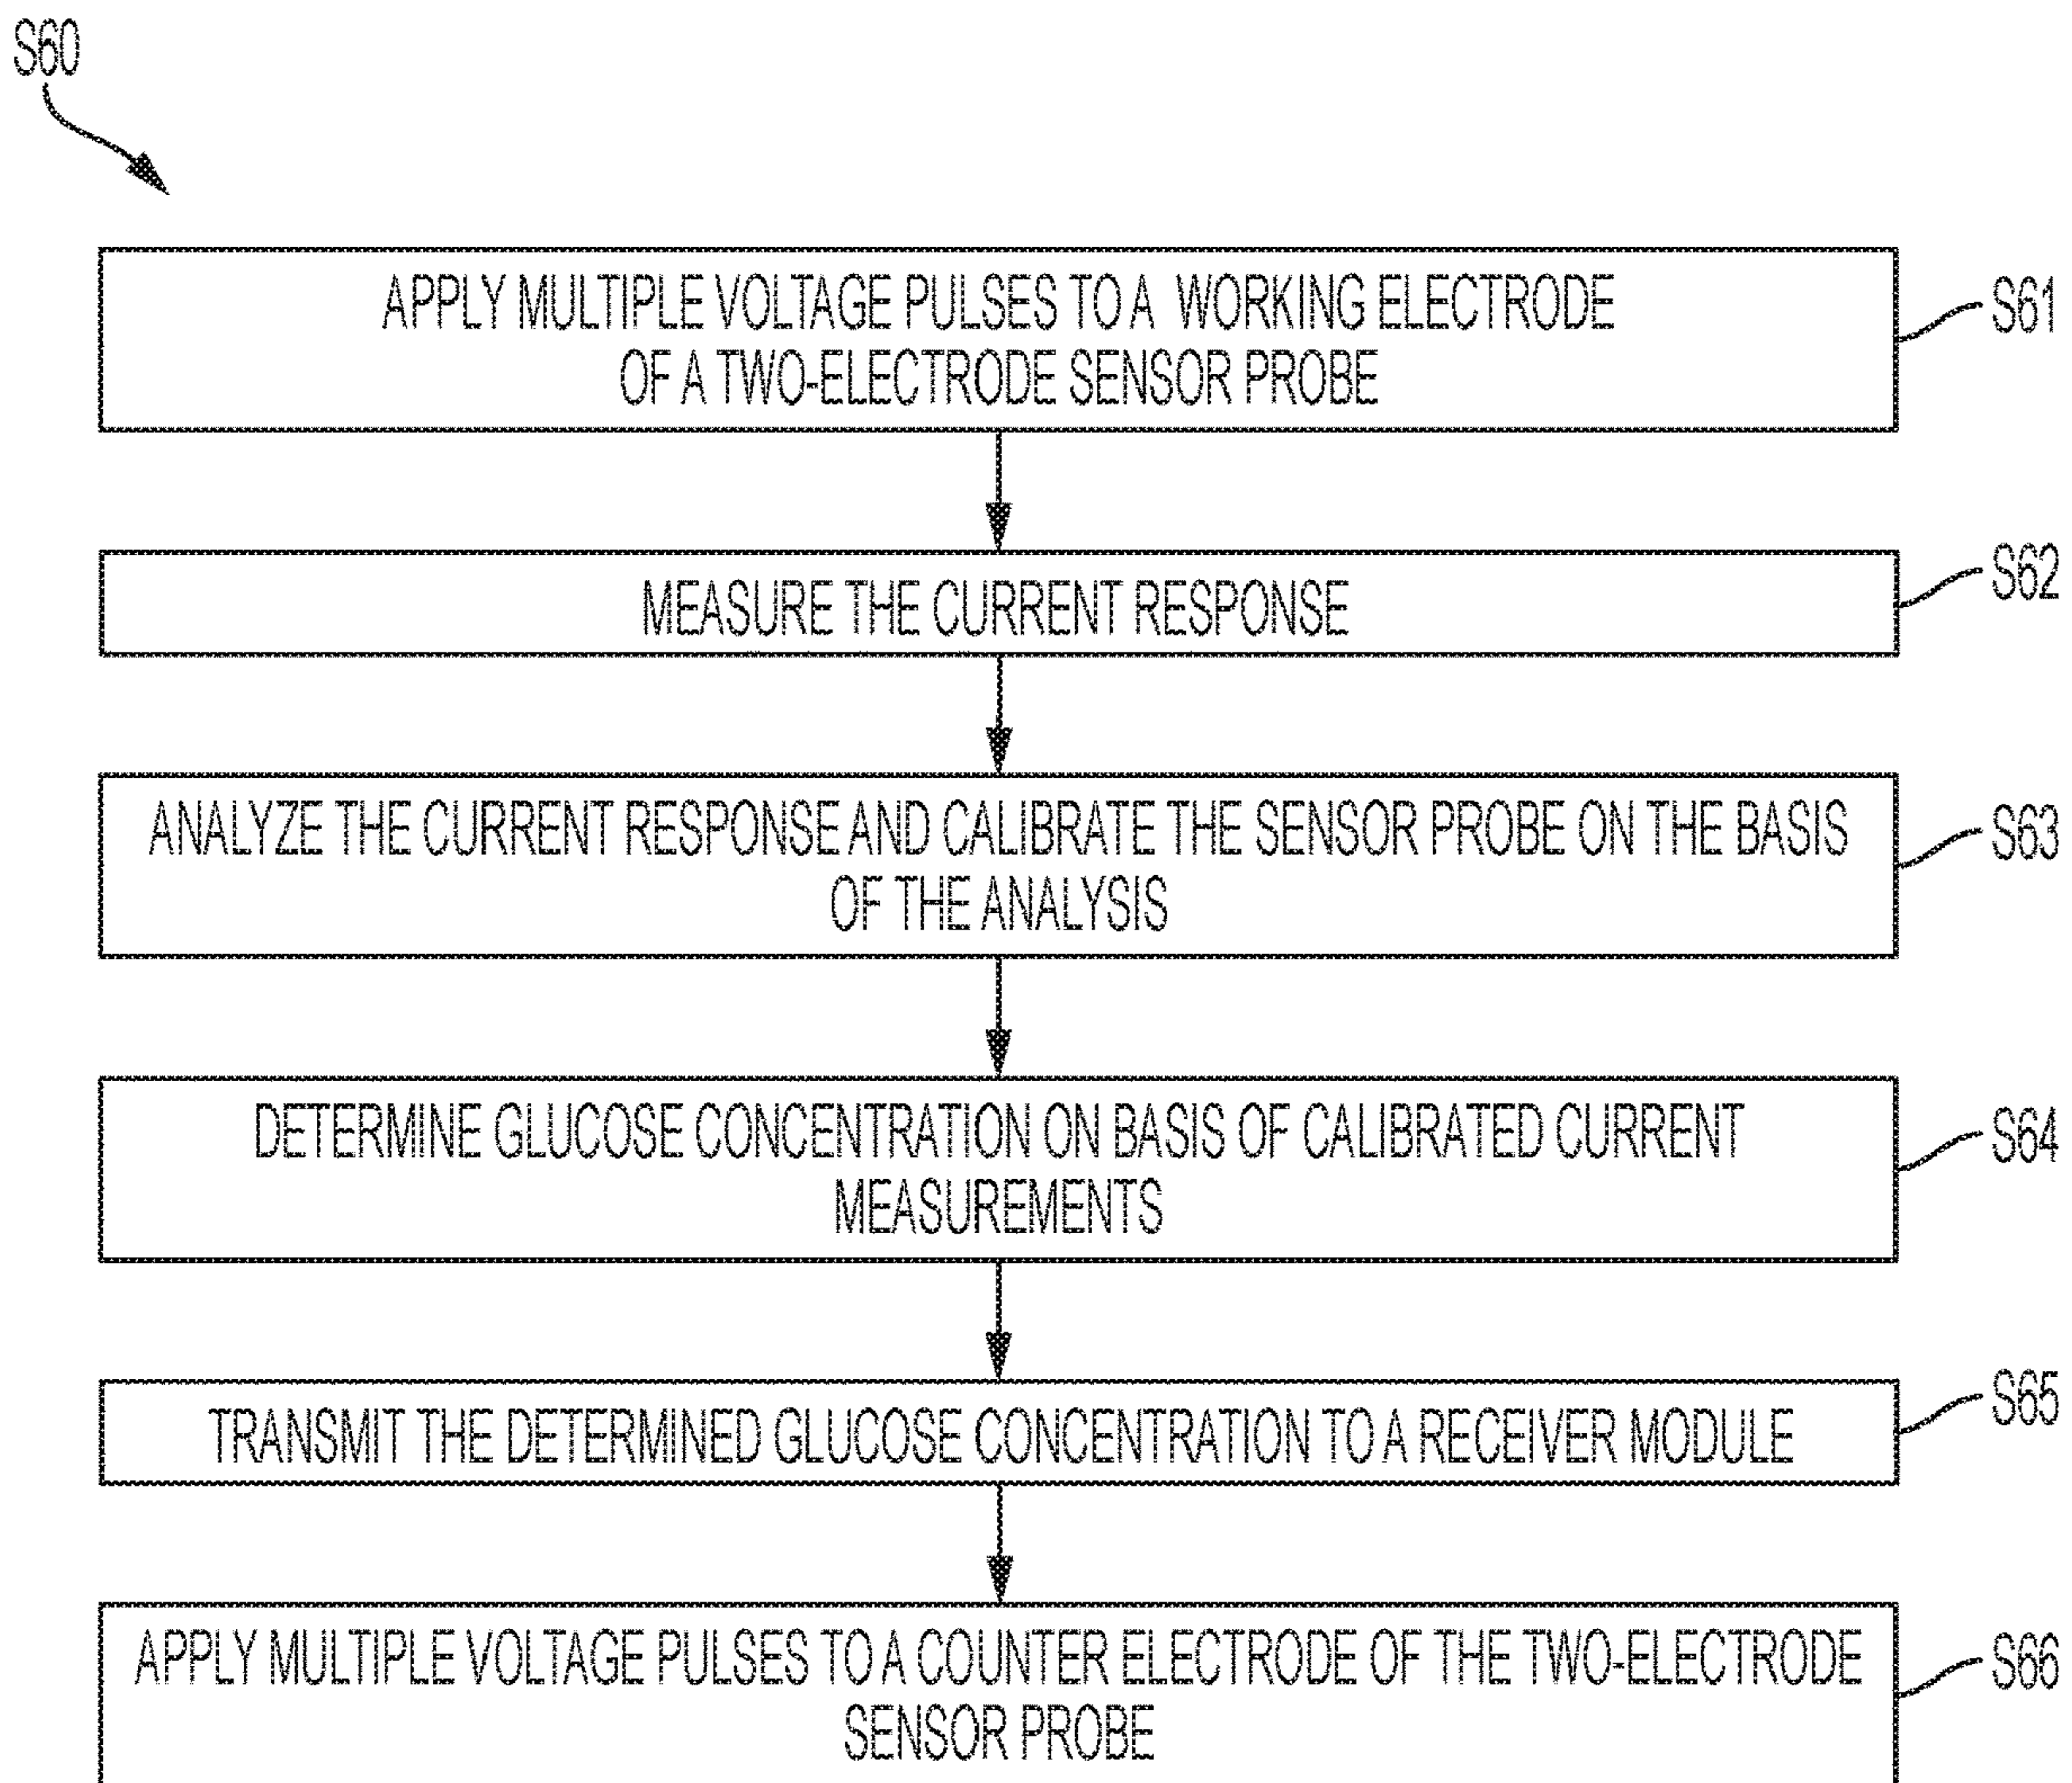 S60
APPLY MULTIPLE VOLTAGE PULSES TO A WORKING ELECTRODE
OF A TWO-ELECTRODE SENSOR PROBE
S61
MEASURE THE CURRENT RESPONSE
S62
ANALYZE THE CURRENT RESPONSE AND CALIBRATE THE SENSOR PROBE ON THE BASIS
OF THE ANALYSIS
S63
DETERMINE GLUCOSE CONCENTRATION ON BASIS OF CALIBRATED CURRENT
MEASUREMENTS
S64
TRANSMIT THE DETERMINED GLUCOSE CONCENTRATION TO A RECEIVER MODULE
S65
APPLY MULTIPLE VOLTAGE PULSES TO A COUNTER ELECTRODE OF THE TWO-ELECTRODE
SENSOR PROBE
S66